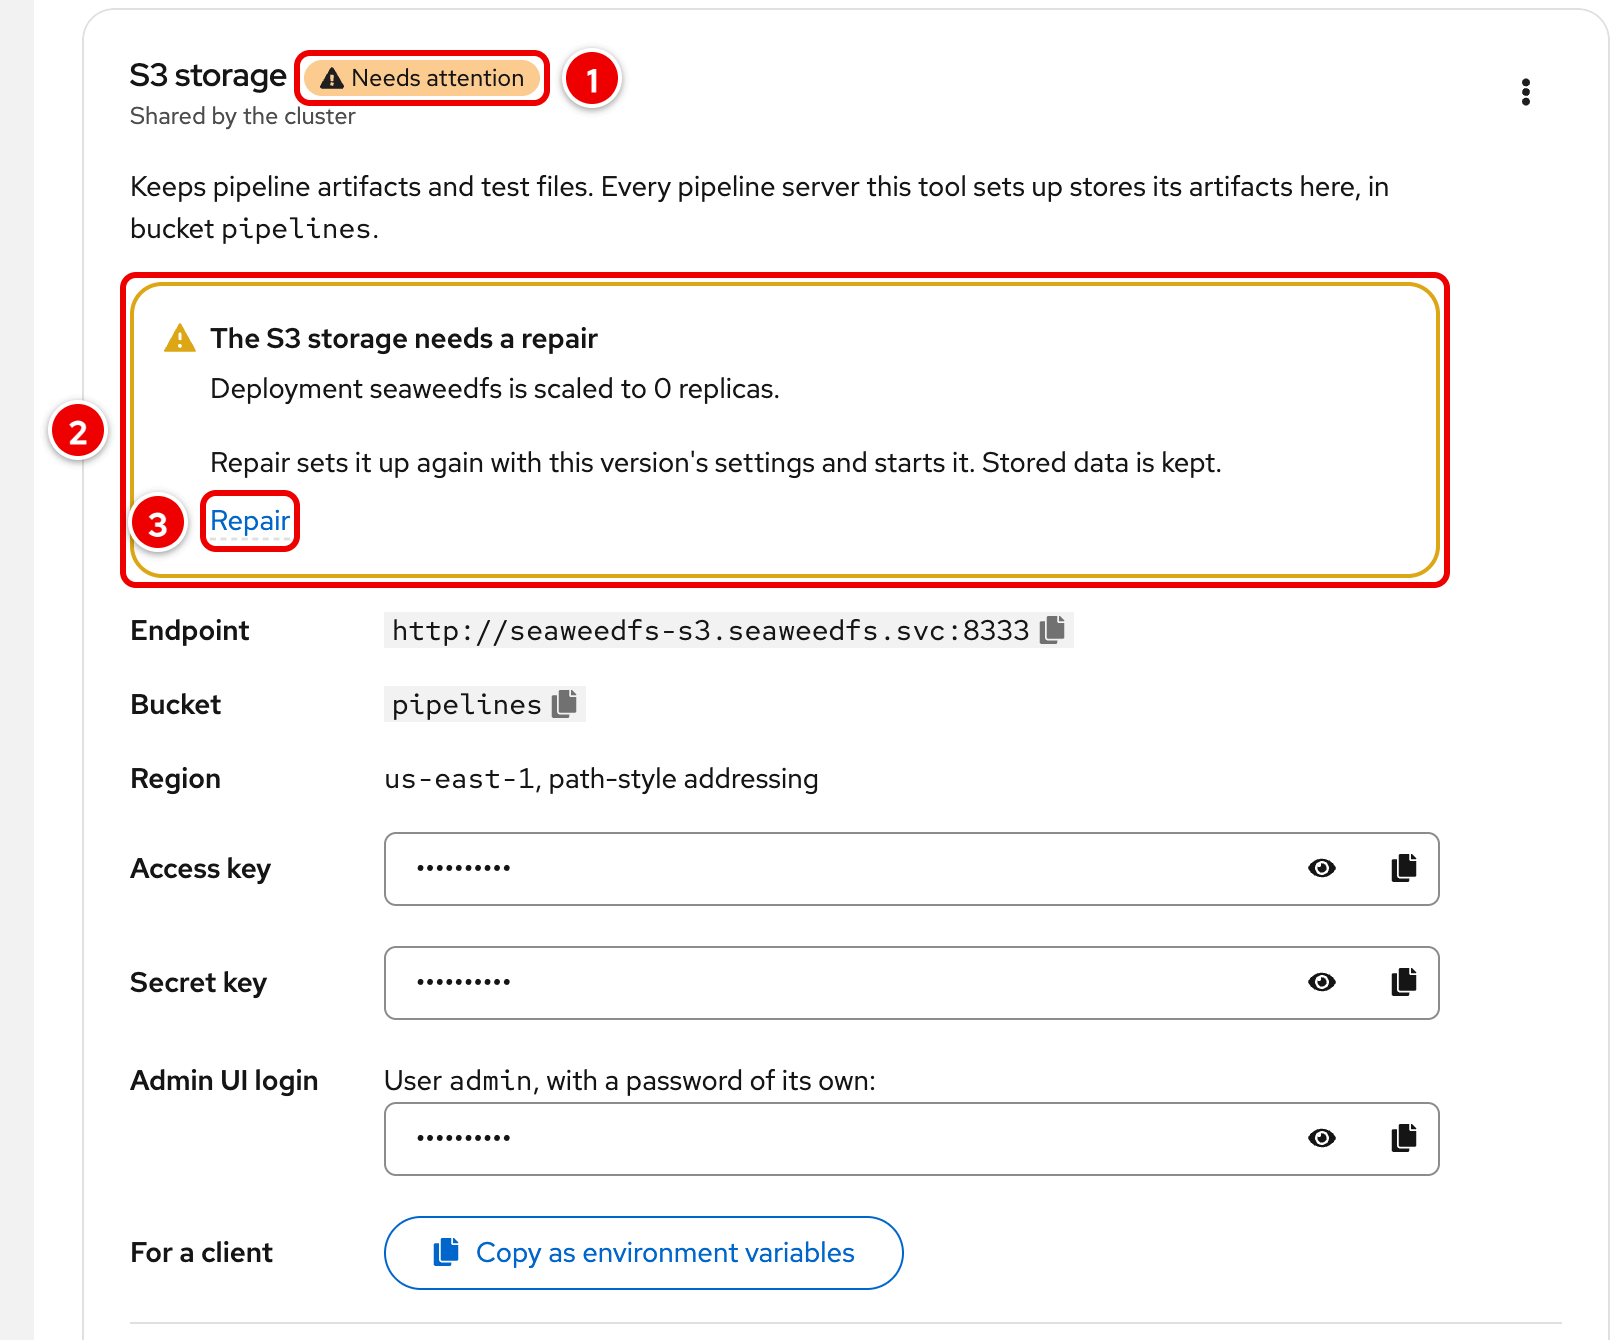 S3 storage
Needs attention
1
Shared by the cluster
Keeps pipeline artifacts and test files. Every pipeline server this tool sets up stores its artifacts here, in
bucket pipelines.
The S3 storage needs a repair
Deployment seaweedfs is scaled to 0 replicas.
2
Repair sets it up again with this version's settings and starts it. Stored data is kept.
3
Repair
Endpoint
http://seaweedfs-s3.seaweedfs.svc:8333
Bucket
pipelines
Region
us-east-1, path-style addressing
Access key
••••••••••
Secret key
••••••••••
Admin UI login
User admin, with a password of its own:
••••••••••
For a client
Copy as environment variables